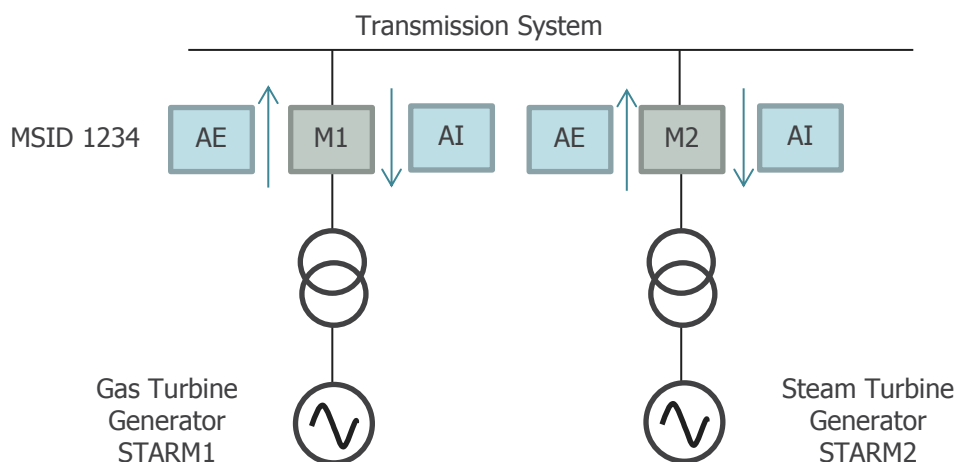 Transmission System
MSID 1234
AE
M1
AI
AE
M2
AI
Gas Turbine
Generator
STARM1
Steam Turbine
Generator
STARM2